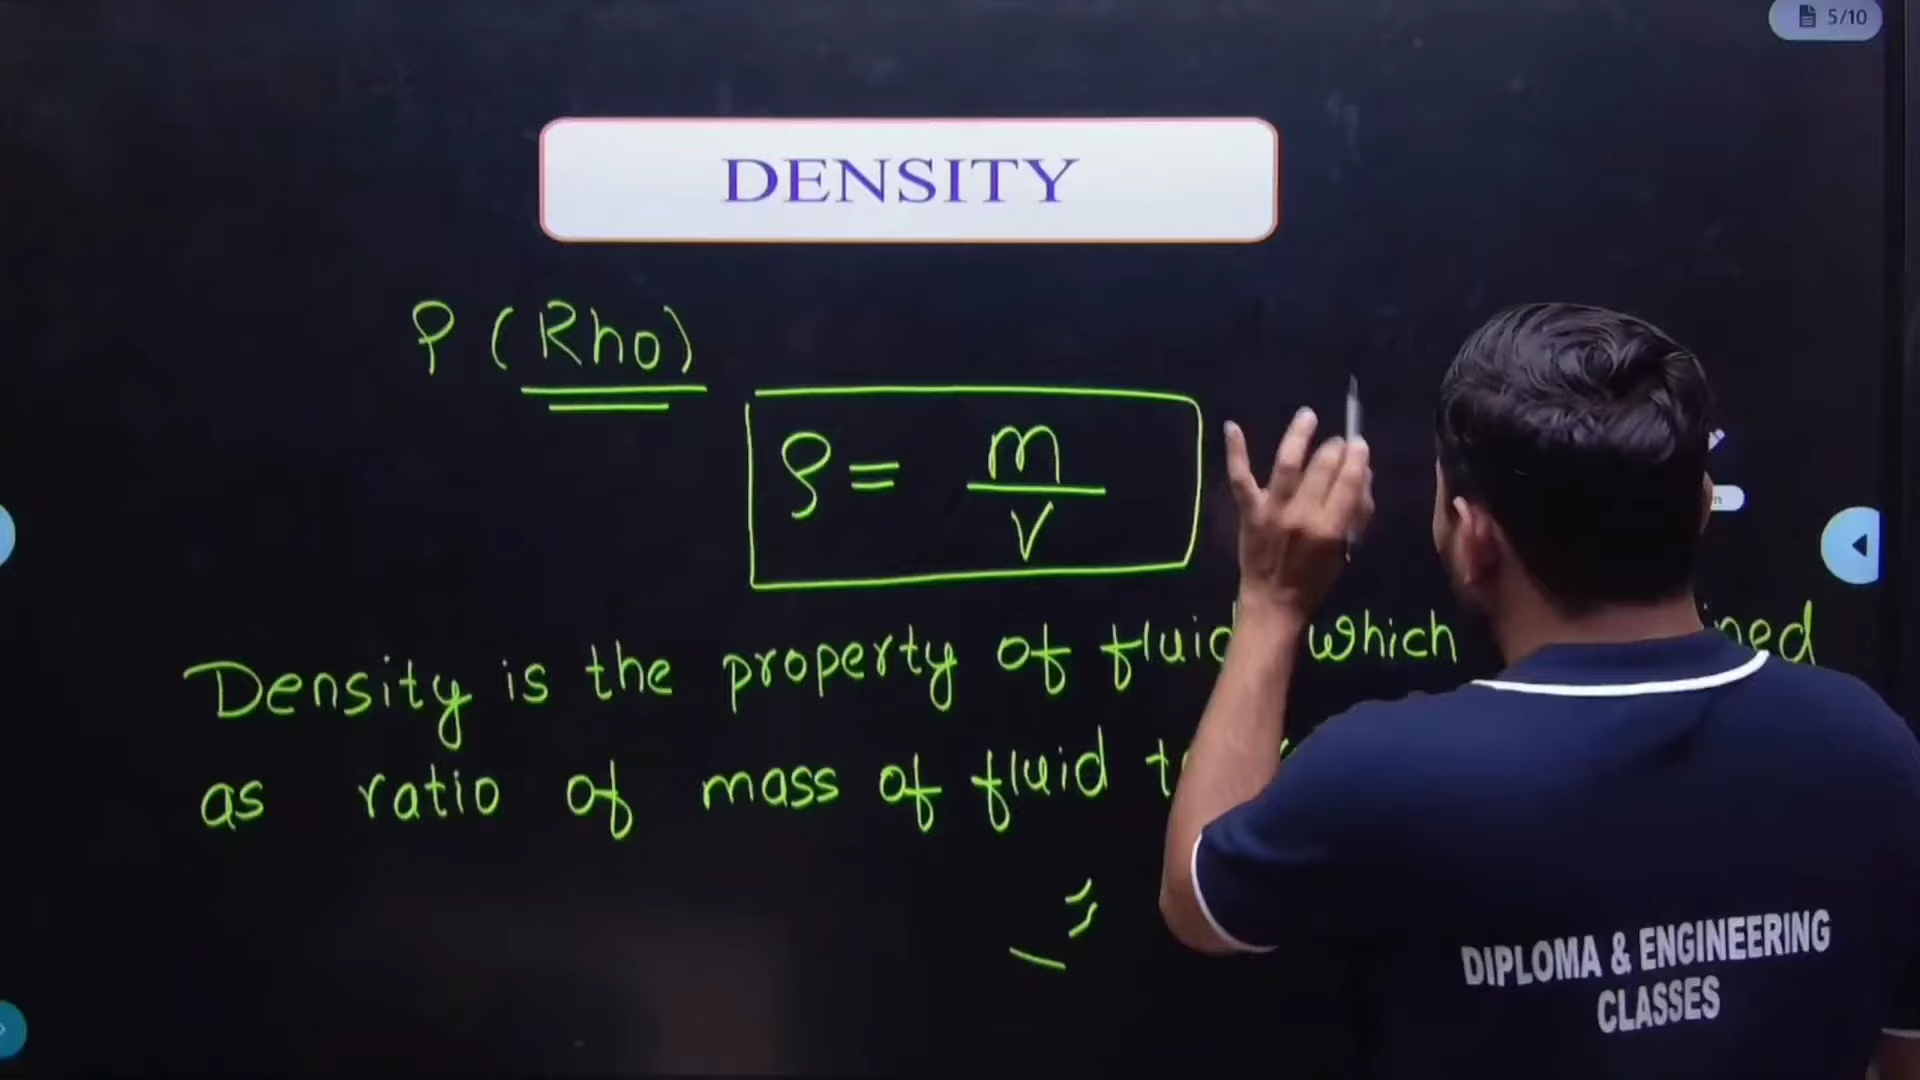 5/10
DENSITY
ρ (Rho)
ρ = m/V
Density is the property of fluid which
as ratio of mass of fluid
DIPLOMA & ENGINEERING
CLASSES